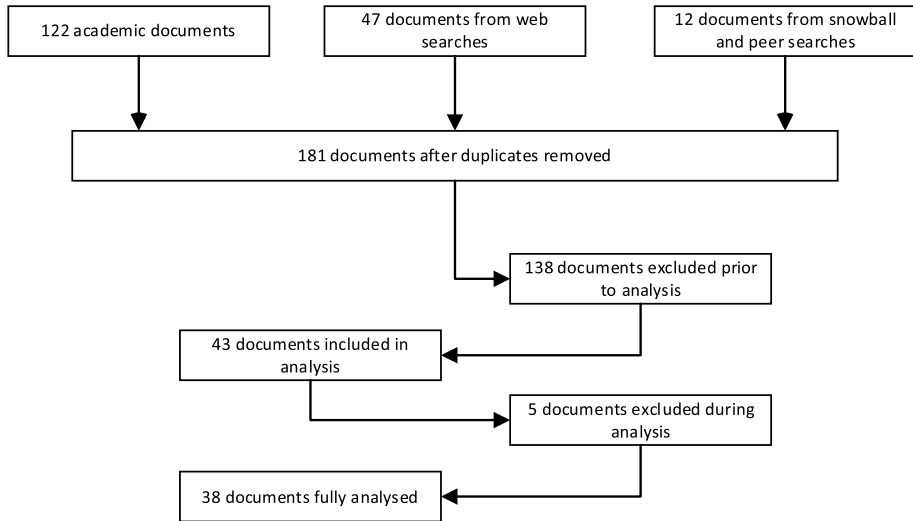 122 academic documents
47 documents from web
searches
12 documents from snowball
and peer searches
181 documents after duplicates removed
138 documents excluded prior
to analysis
43 documents included in
analysis
5 documents excluded during
analysis
38 documents fully analysed